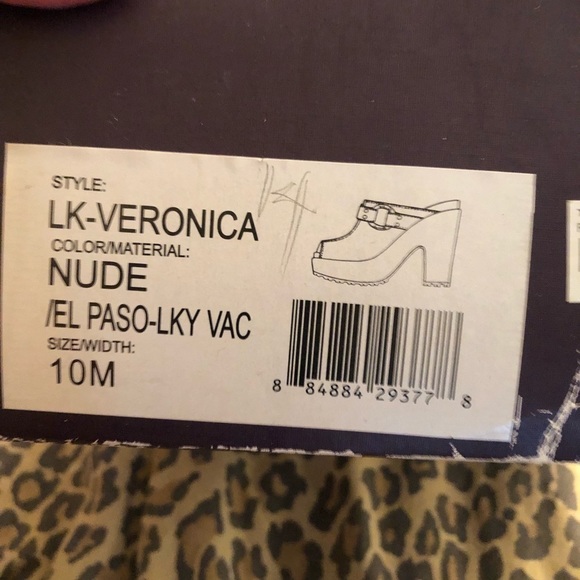 STYLE:
LK-VERONICA
COLOR/MATERIAL:
NUDE
/EL PASO-LKY VAC
SIZE/WIDTH:
10M
8 84884 29377 8